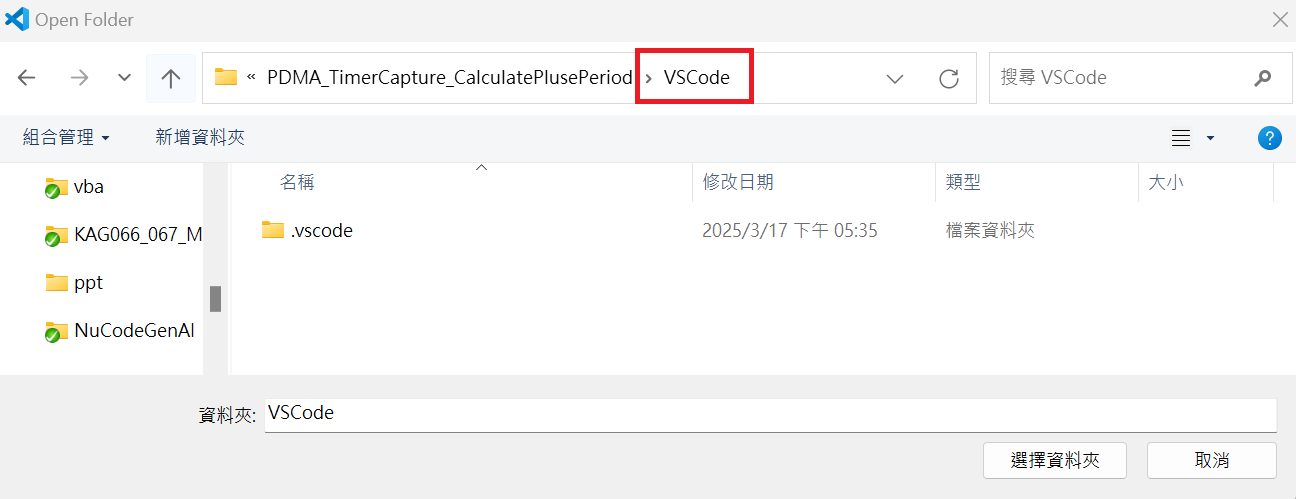 Open Folder
« PDMA_TimerCapture_CalculatePlusePeriod › VSCode
搜尋 VSCode
組合管理 新增資料夾
?
名稱 修改日期 類型 大小
vba
KAG066_067_M
ppt
NuCodeGenAI
.vscode 2025/3/17 下午 05:35 檔案資料夾
資料夾: VSCode
選擇資料夾 取消